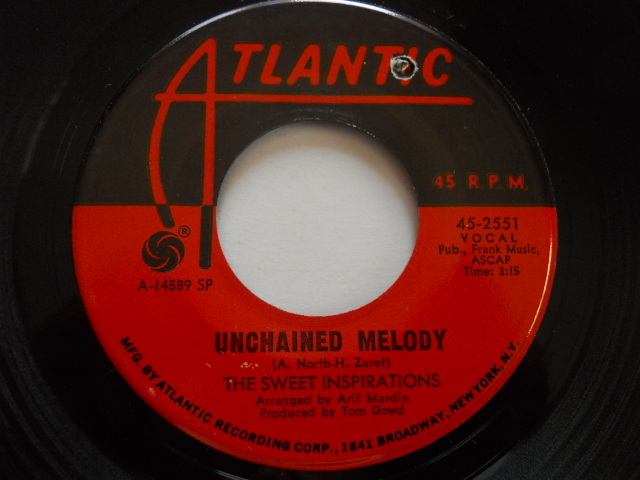 ATLANTIC
45 R.P.M.
®
45-2551
VOCAL
Pub., Frank Music,
ASCAP
Time: 3:15
A-14589 SP
UNCHAINED MELODY
(A. North-H. Zaret)
THE SWEET INSPIRATIONS
Arranged by Arif Mardin
Produced by Tom Dowd
MFG. BY ATLANTIC RECORDING CORP., 1841 BROADWAY, NEW YORK, N.Y.